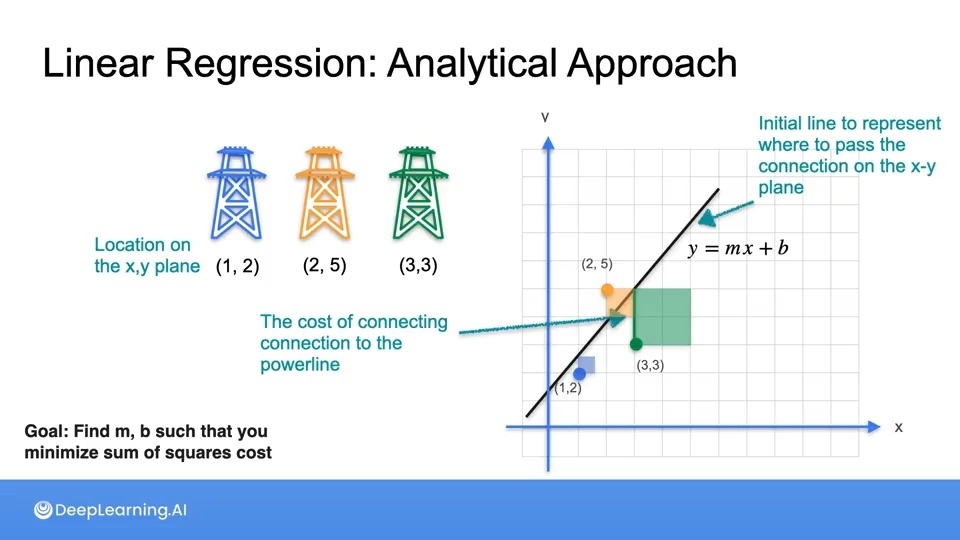 Linear Regression: Analytical Approach
Location on
the x,y plane
(1, 2)
(2, 5)
(3,3)
The cost of connecting
connection to the
powerline
Goal: Find m, b such that you
minimize sum of squares cost
y
Initial line to represent
where to pass the
connection on the x-y
plane
y = mx + b
(2, 5)
(3,3)
(1,2)
x
DeepLearning.AI